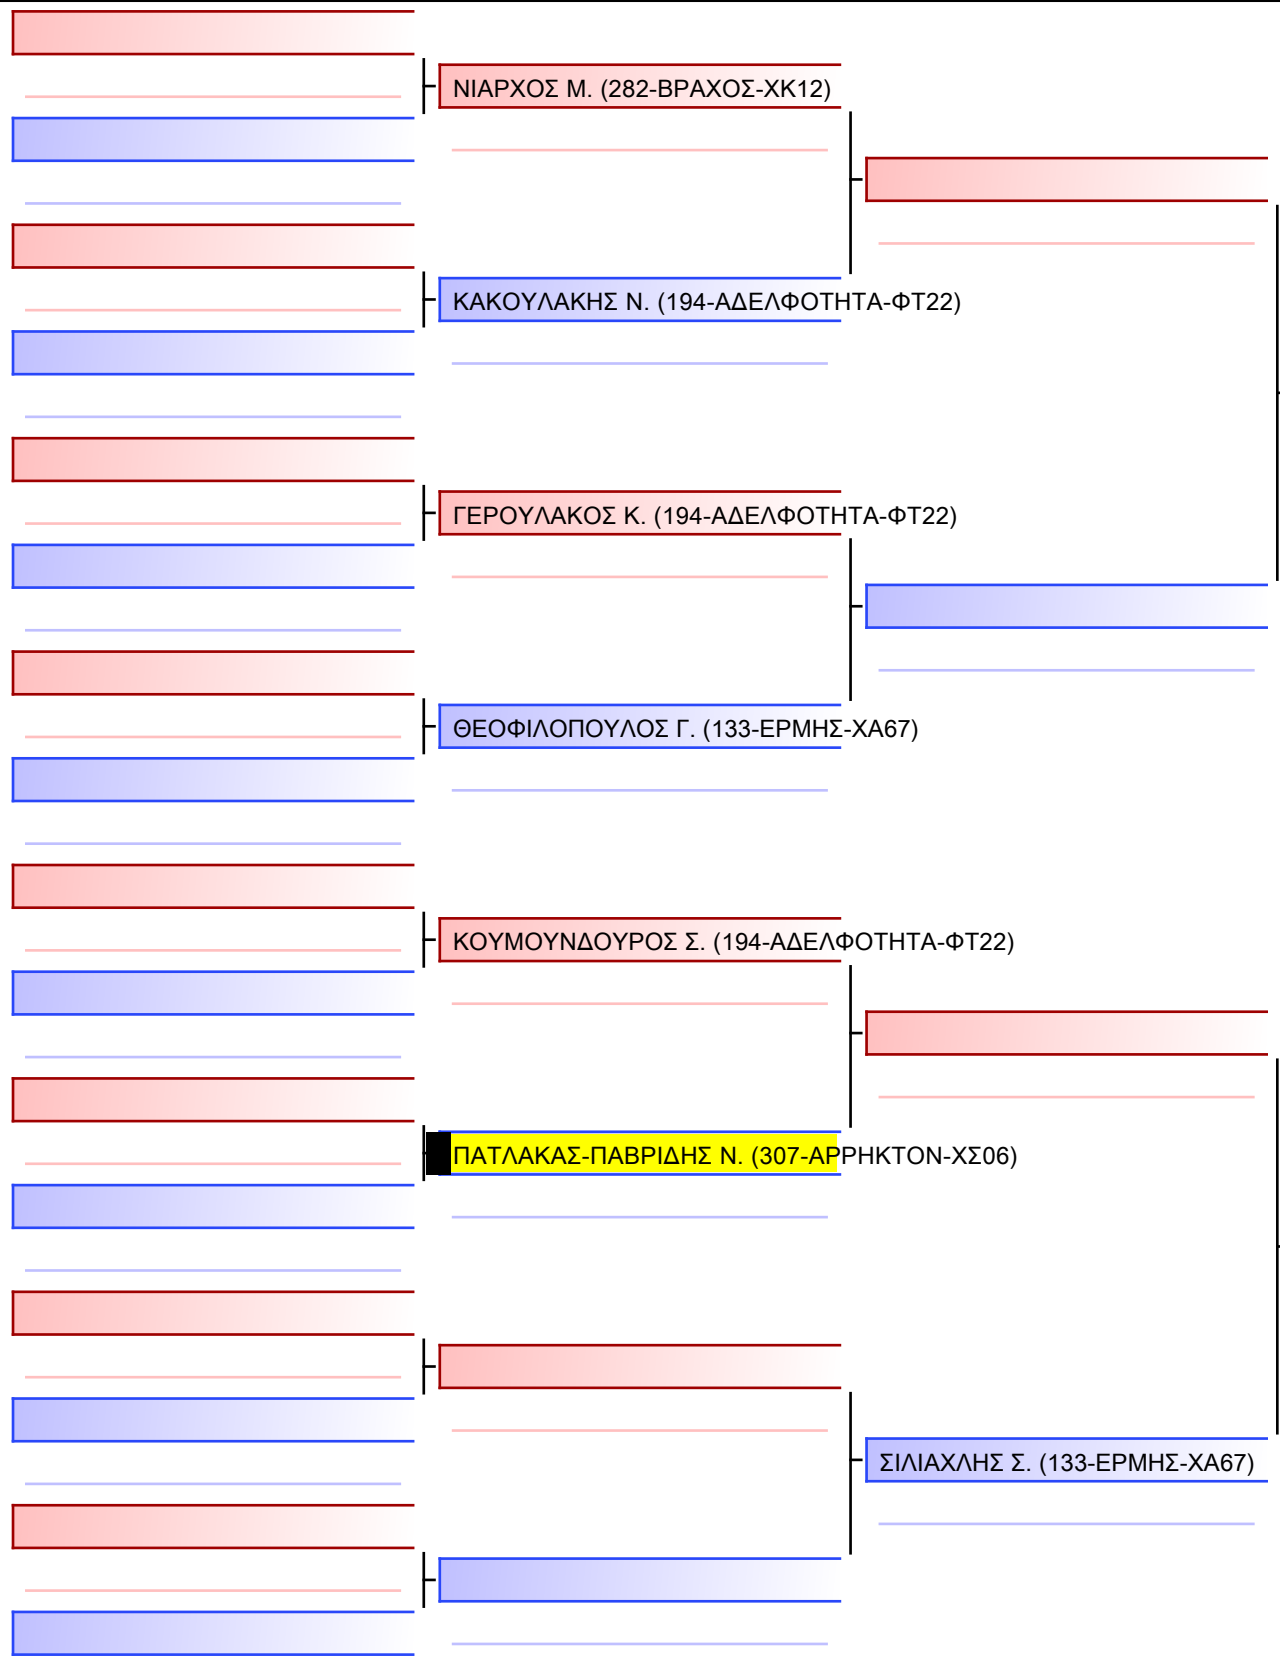 ΝΙΑΡΧΟΣ Μ. (282-ΒΡΑΧΟΣ-ΧΚ12)
ΚΑΚΟΥΛΑΚΗΣ Ν. (194-ΑΔΕΛΦΟΤΗΤΑ-ΦΤ22)
ΓΕΡΟΥΛΑΚΟΣ Κ. (194-ΑΔΕΛΦΟΤΗΤΑ-ΦΤ22)
ΘΕΟΦΙΛΟΠΟΥΛΟΣ Γ. (133-ΕΡΜΗΣ-ΧΑ67)
ΚΟΥΜΟΥΝΔΟΥΡΟΣ Σ. (194-ΑΔΕΛΦΟΤΗΤΑ-ΦΤ22)
ΠΑΤΛΑΚΑΣ-ΠΑΒΡΙΔΗΣ Ν. (307-ΑΡΡΗΚΤΟΝ-ΧΣ06)
ΣΙΛΙΑΧΛΗΣ Σ. (133-ΕΡΜΗΣ-ΧΑ67)